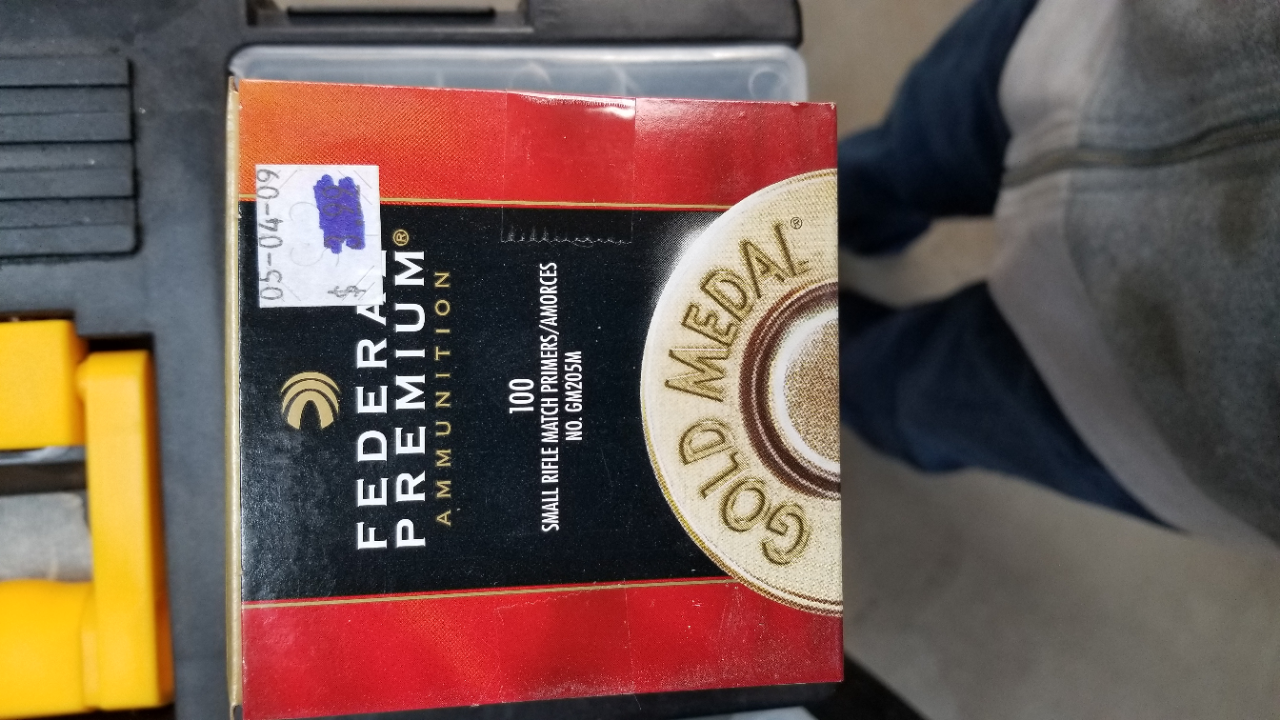 05-04-09
$
FEDERAL
PREMIUM®
AMMUNITION
100
SMALL RIFLE MATCH PRIMERS/AMORCES
NO. GM205M
GOLD MEDAL®